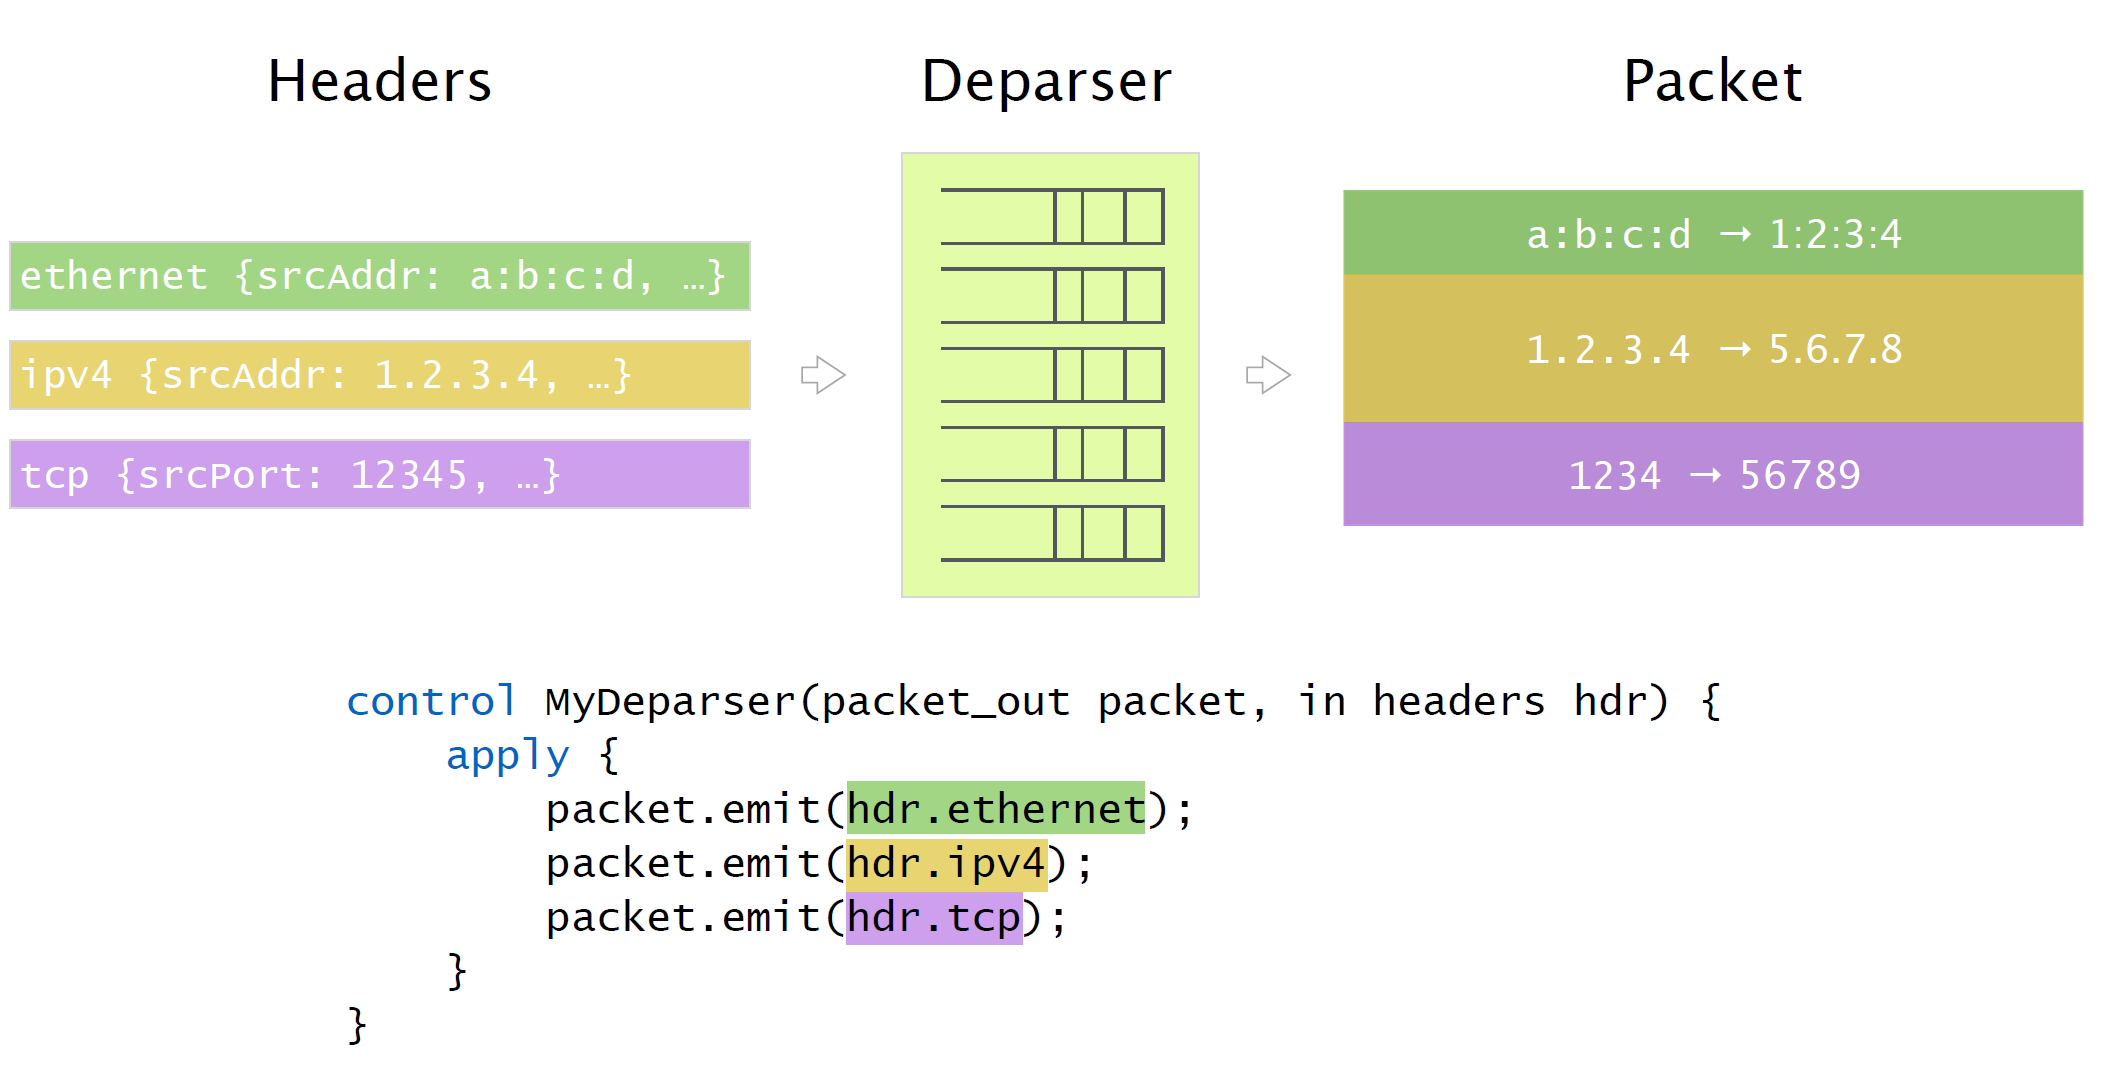 Headers
Deparser
Packet
ethernet {srcAddr: a:b:c:d, …}
ipv4 {srcAddr: 1.2.3.4, …}
tcp {srcPort: 12345, …}
a:b:c:d → 1:2:3:4
1.2.3.4 → 5.6.7.8
1234 → 56789
control MyDeparser(packet_out packet, in headers hdr) {
    apply {
        packet.emit(hdr.ethernet);
        packet.emit(hdr.ipv4);
        packet.emit(hdr.tcp);
    }
}